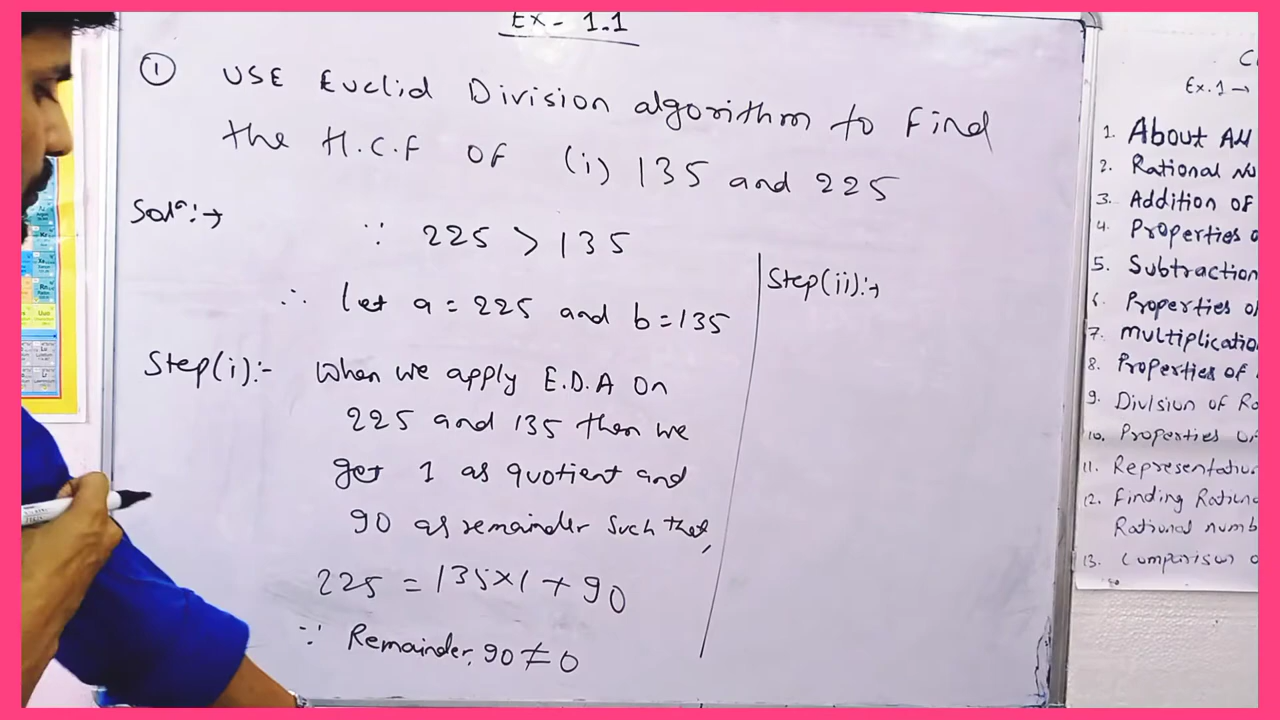 Ex - 1.1
① USE Euclid Division algorithm to Find
the H.C.F OF (i) 135 and 225
Solⁿ:→
∵ 225 > 135
∴ let a = 225 and b = 135
Step(i):- When we apply E.D.A On
225 and 135 then we
get 1 as quotient and
90 as remainder such that,
225 = 135×1 + 90
∵ Remainder, 90 ≠ 0
Step(ii):→
Ex.1→
1. About All
2. Rational
3. Addition OF
4. Properties
5. Subtraction
6. Properties
7. Multiplicatio
8. Properties of
9. Division of
10. Properties OF
11. Representatio
12. Finding
Rational numb
13. Comparison